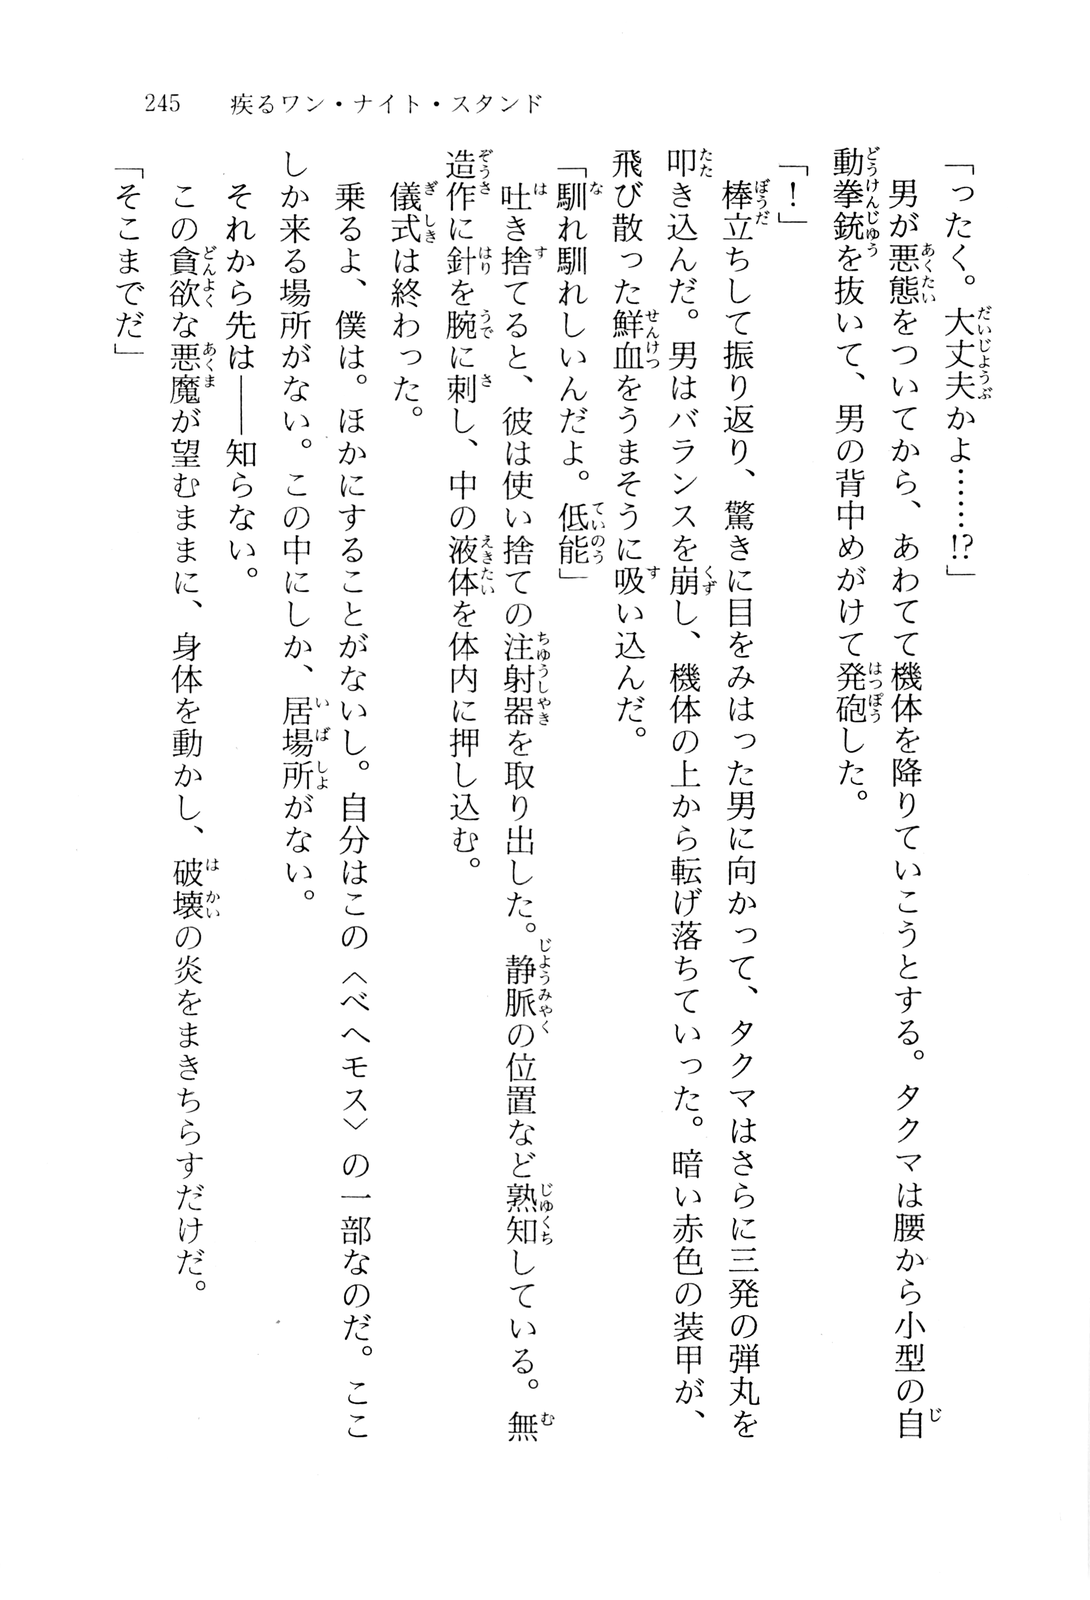 245　疾るワン・ナイト・スタンド
「ったく。大丈夫かよ……!?」
　男が悪態をついてから、あわてて機体を降りていこうとする。タクマは腰から小型の自
動拳銃を抜いて、男の背中めがけて発砲した。
「！」
　棒立ちして振り返り、驚きに目をみはった男に向かって、タクマはさらに三発の弾丸を
叩き込んだ。男はバランスを崩し、機体の上から転げ落ちていった。暗い赤色の装甲が、
飛び散った鮮血をうまそうに吸い込んだ。
「馴れ馴れしいんだよ。低能」
　吐き捨てると、彼は使い捨ての注射器を取り出した。静脈の位置など熟知している。無
造作に針を腕に刺し、中の液体を体内に押し込む。
　儀式は終わった。
　乗るよ、僕は。ほかにすることがないし。自分はこの〈ベヘモス〉の一部なのだ。ここ
しか来る場所がない。この中にしか、居場所がない。
　それから先は――知らない。
　この貪欲な悪魔が望むままに、身体を動かし、破壊の炎をまきちらすだけだ。
「そこまでだ」